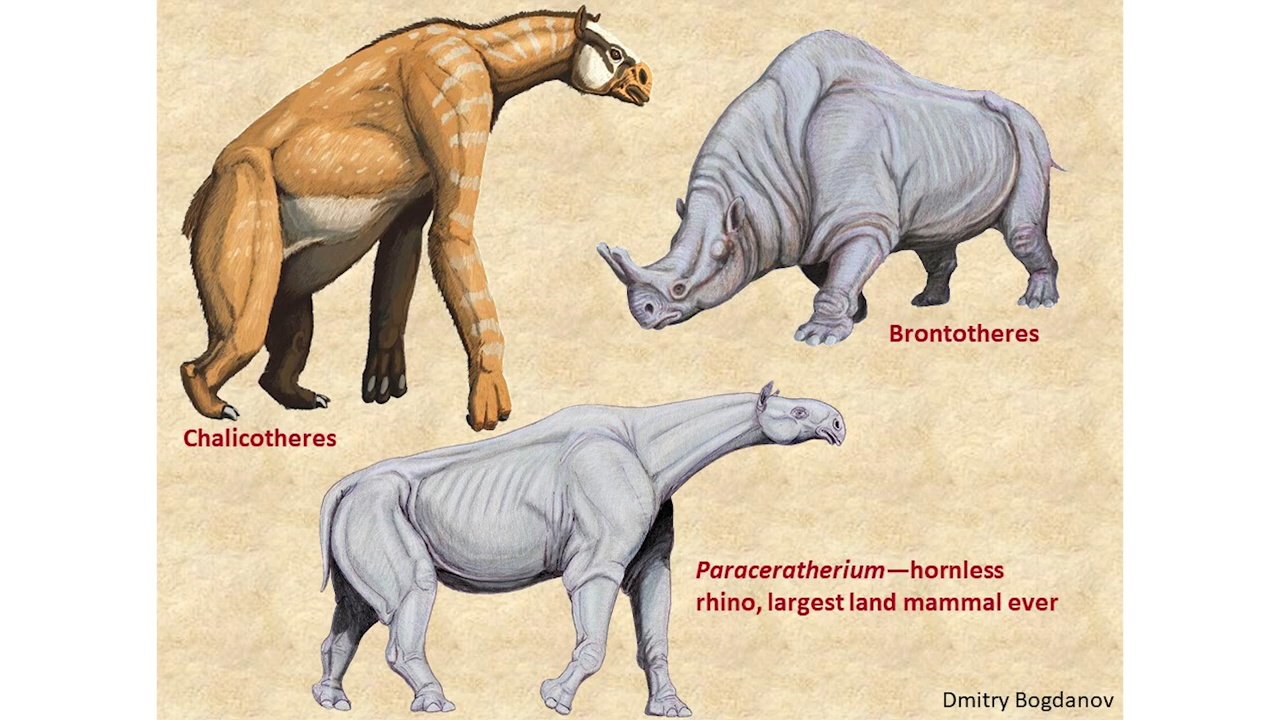 Brontotheres
Chalicotheres
Paraceratherium—hornless
rhino, largest land mammal ever
Dmitry Bogdanov